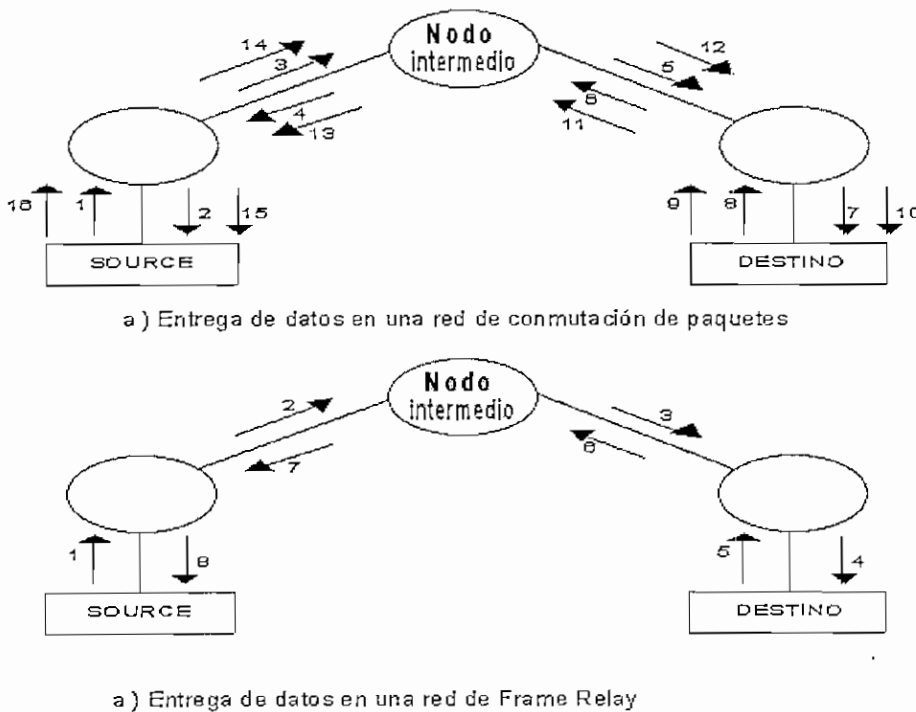 Nodo
intermedio
14
3
4
13
12
5
6
11
16
1
2
15
9
8
7
10
SOURCE
DESTINO
a ) Entrega de datos en una red de conmutación de paquetes
Nodo
intermedio
2
7
3
6
1
8
5
4
SOURCE
DESTINO
a ) Entrega de datos en una red de Frame Relay